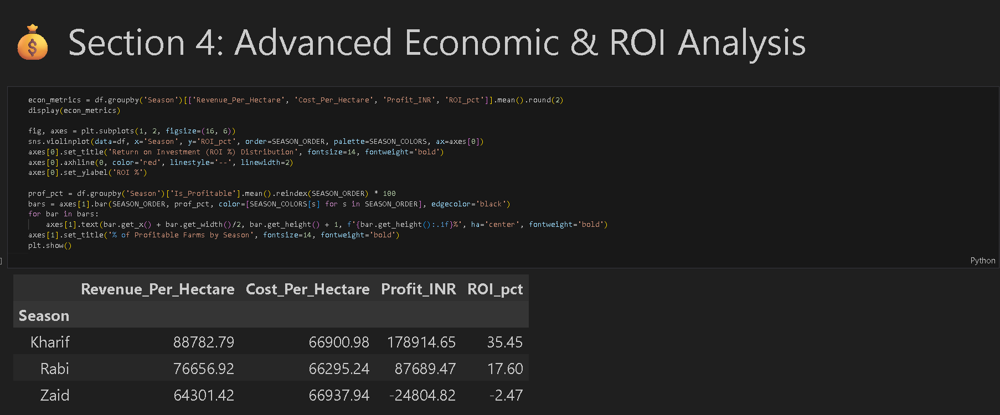 Section 4: Advanced Economic & ROI Analysis
econ_metrics = df.groupby('Season')[['Revenue_Per_Hectare', 'Cost_Per_Hectare', 'Profit_INR', 'ROI_pct']].mean().round(2)
display(econ_metrics)
fig, axes = plt.subplots(1, 2, figsize=(16, 6))
sns.violinplot(data=df, x='Season', y='ROI_pct', order=SEASON_ORDER, palette=SEASON_COLORS, ax=axes[0])
axes[0].set_title('Return on Investment (ROI %) Distribution', fontsize=14, fontweight='bold')
axes[0].axhline(0, color='red', linestyle='--', linewidth=2)
axes[0].set_ylabel('ROI %')
prof_pct = df.groupby('Season')['Is_Profitable'].mean().reindex(SEASON_ORDER) * 100
bars = axes[1].bar(SEASON_ORDER, prof_pct, color=[SEASON_COLORS[s] for s in SEASON_ORDER], edgecolor='black')
for bar in bars:
    axes[1].text(bar.get_x() + bar.get_width()/2, bar.get_height() + 1, f'{bar.get_height():.1f}%', ha='center', fontweight='bold')
axes[1].set_title('% of Profitable Farms by Season', fontsize=14, fontweight='bold')
plt.show()
Python
Revenue_Per_Hectare Cost_Per_Hectare Profit_INR ROI_pct
Season
Kharif 88782.79 66900.98 178914.65 35.45
Rabi 76656.92 66295.24 87689.47 17.60
Zaid 64301.42 66937.94 -24804.82 -2.47